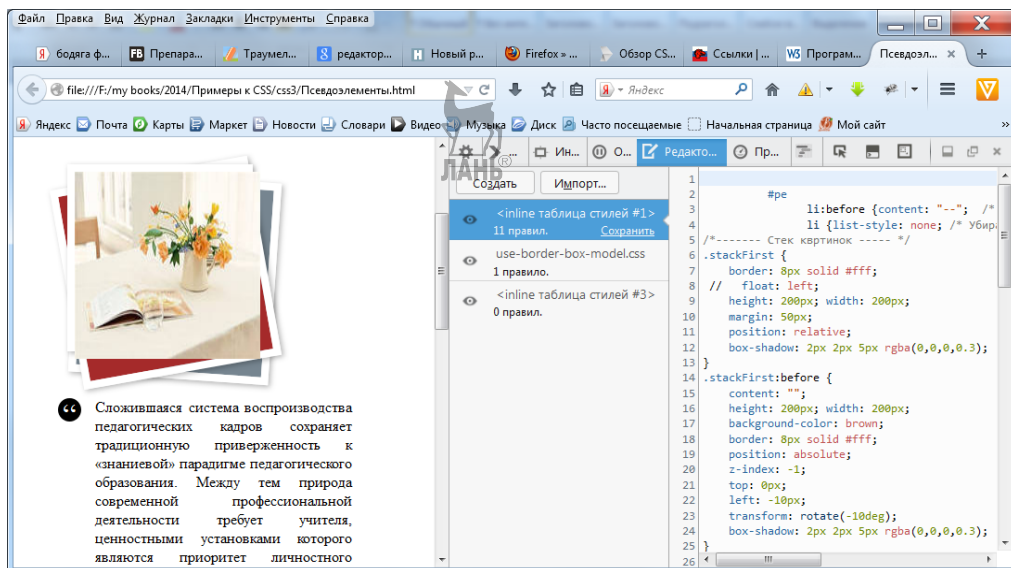 Файл Правка Вид Журнал Закладки Инструменты Справка
бодяга ф... Препара... Траумел... редактор... Новый р... Firefox » ... Обзор CS... Ссылки | ... Програм... Псевдоэл...
file:///F:/my books/2014/Примеры к CSS/css3/Псевдоэлементы.html Яндекс
Яндекс Почта Карты Маркет Новости Словари Видео Музыка Диск Часто посещаемые Начальная страница Мой сайт »
ЛАНЬ®
... Ин... О... Редакто... Пр...
Создать Импорт...
<inline таблица стилей #1>
11 правил. Сохранить
use-border-box-model.css
1 правило.
<inline таблица стилей #3>
0 правил.
1
2 #pe
3 li:before {content: "--"; /*
4 li {list-style: none; /* Убира
5 /*------- Стек квртинок ----- */
6 .stackFirst {
7 border: 8px solid #fff;
8 // float: left;
9 height: 200px; width: 200px;
10 margin: 50px;
11 position: relative;
12 box-shadow: 2px 2px 5px rgba(0,0,0,0.3);
13 }
14 .stackFirst:before {
15 content: "";
16 height: 200px; width: 200px;
17 background-color: brown;
18 border: 8px solid #fff;
19 position: absolute;
20 z-index: -1;
21 top: 0px;
22 left: -10px;
23 transform: rotate(-10deg);
24 box-shadow: 2px 2px 5px rgba(0,0,0,0.3);
25 }
26
Сложившаяся система воспроизводства
педагогических кадров сохраняет
традиционную приверженность к
«знаниевой» парадигме педагогического
образования. Между тем природа
современной профессиональной
деятельности требует учителя,
ценностными установками которого
являются приоритет личностного